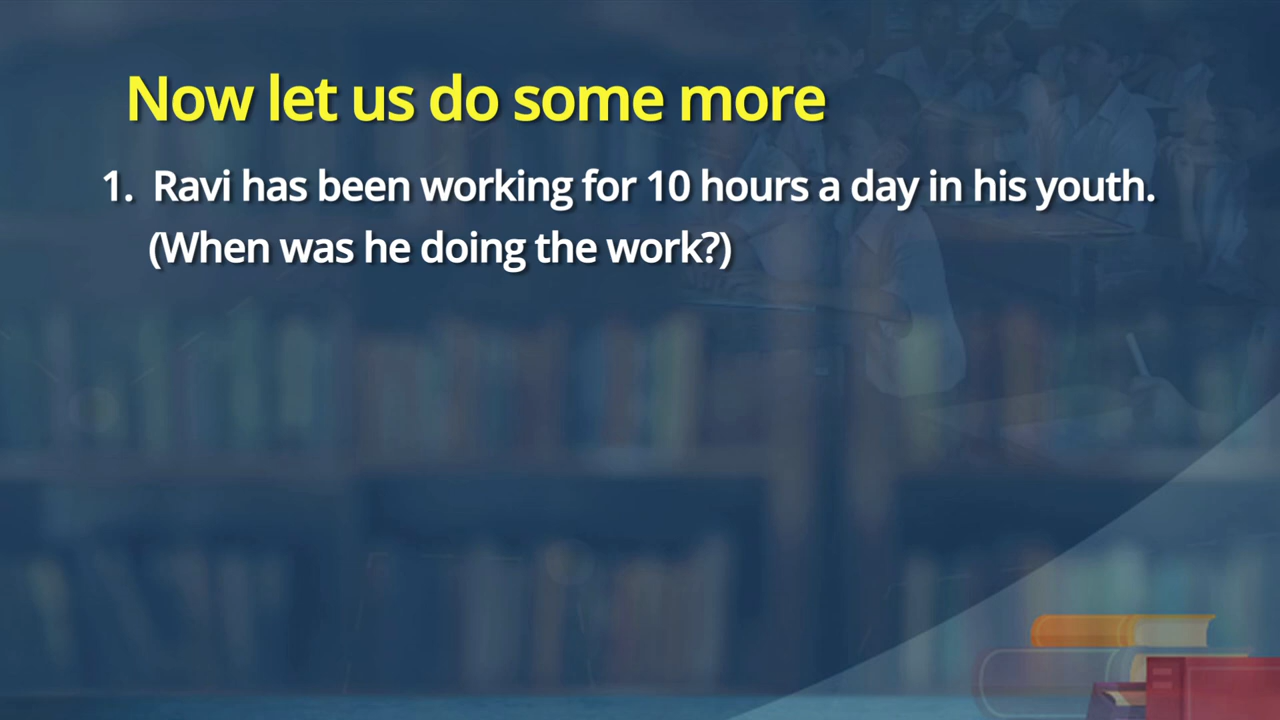 Now let us do some more
1. Ravi has been working for 10 hours a day in his youth.
(When was he doing the work?)